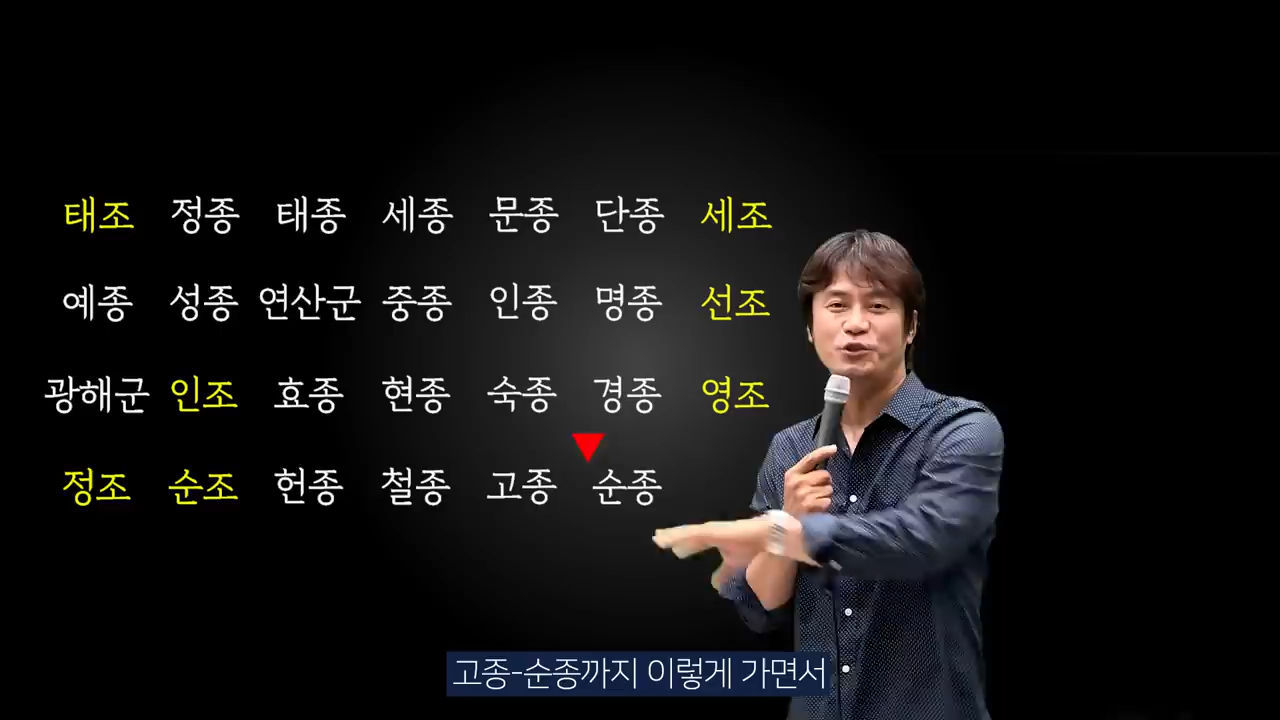 태조 정종 태종 세종 문종 단종 세조
예종 성종 연산군 중종 인종 명종 선조
광해군 인조 효종 현종 숙종 경종 영조
정조 순조 헌종 철종 고종 순종
고종-순종까지 이렇게 가면서